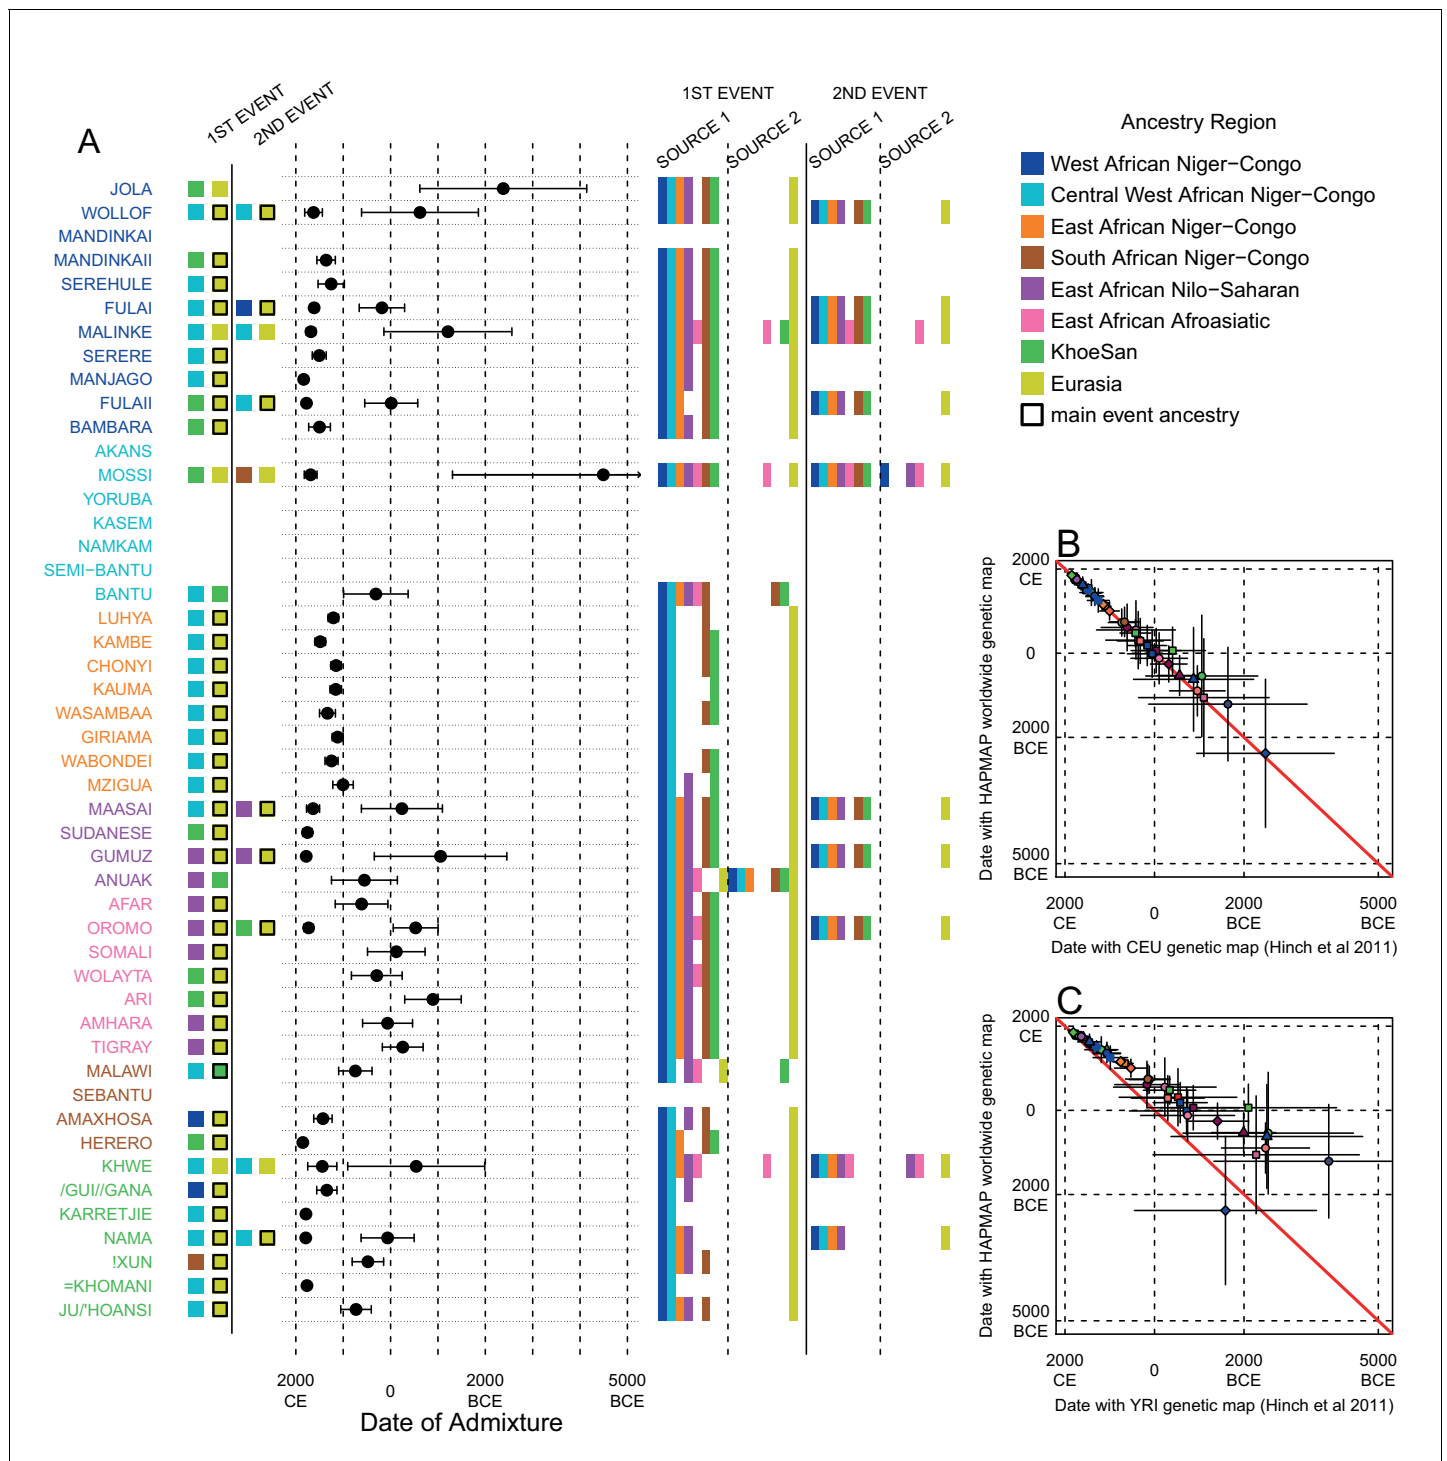 A
1ST EVENT
2ND EVENT
1ST EVENT
2ND EVENT
SOURCE 1
SOURCE 2
SOURCE 1
SOURCE 2
JOLA
WOLLOF
MANDINKAI
MANDINKAII
SEREHULE
FULAI
MALINKE
SERERE
MANJAGO
FULAII
BAMBARA
AKANS
MOSSI
YORUBA
KASEM
NAMKAM
SEMI−BANTU
BANTU
LUHYA
KAMBE
CHONYI
KAUMA
WASAMBAA
GIRIAMA
WABONDEI
MZIGUA
MAASAI
SUDANESE
GUMUZ
ANUAK
AFAR
OROMO
SOMALI
WOLAYTA
ARI
AMHARA
TIGRAY
MALAWI
SEBANTU
AMAXHOSA
HERERO
KHWE
/GUI//GANA
KARRETJIE
NAMA
!XUN
=KHOMANI
JU/'HOANSI
2000
CE
0
2000
BCE
5000
BCE
Date of Admixture
Ancestry Region
West African Niger−Congo
Central West African Niger−Congo
East African Niger−Congo
South African Niger−Congo
East African Nilo−Saharan
East African Afroasiatic
KhoeSan
Eurasia
main event ancestry
B
Date with HAPMAP worldwide genetic map
2000
CE
0
2000
BCE
5000
BCE
2000
CE
0
2000
BCE
5000
BCE
Date with CEU genetic map (Hinch et al 2011)
C
Date with HAPMAP worldwide genetic map
2000
CE
0
2000
BCE
5000
BCE
2000
CE
0
2000
BCE
5000
BCE
Date with YRI genetic map (Hinch et al 2011)